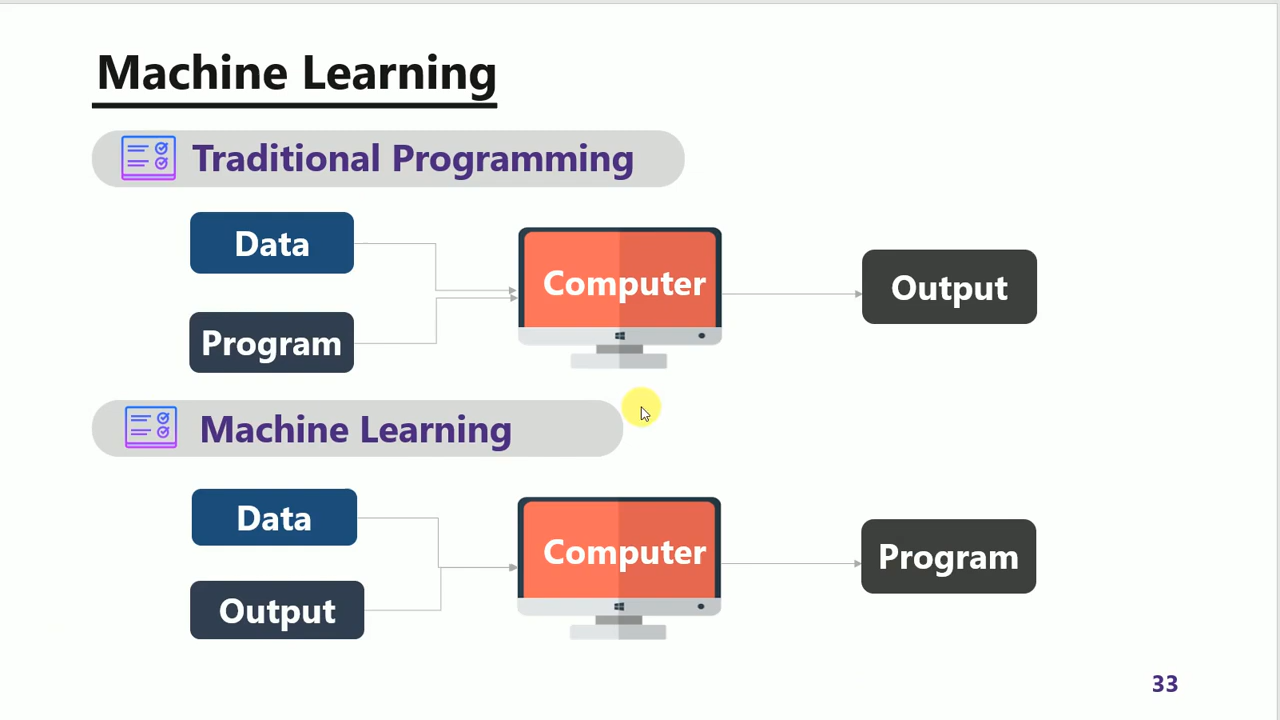 Machine Learning
Traditional Programming
Data
Program
Computer
Output
Machine Learning
Data
Output
Computer
Program
33